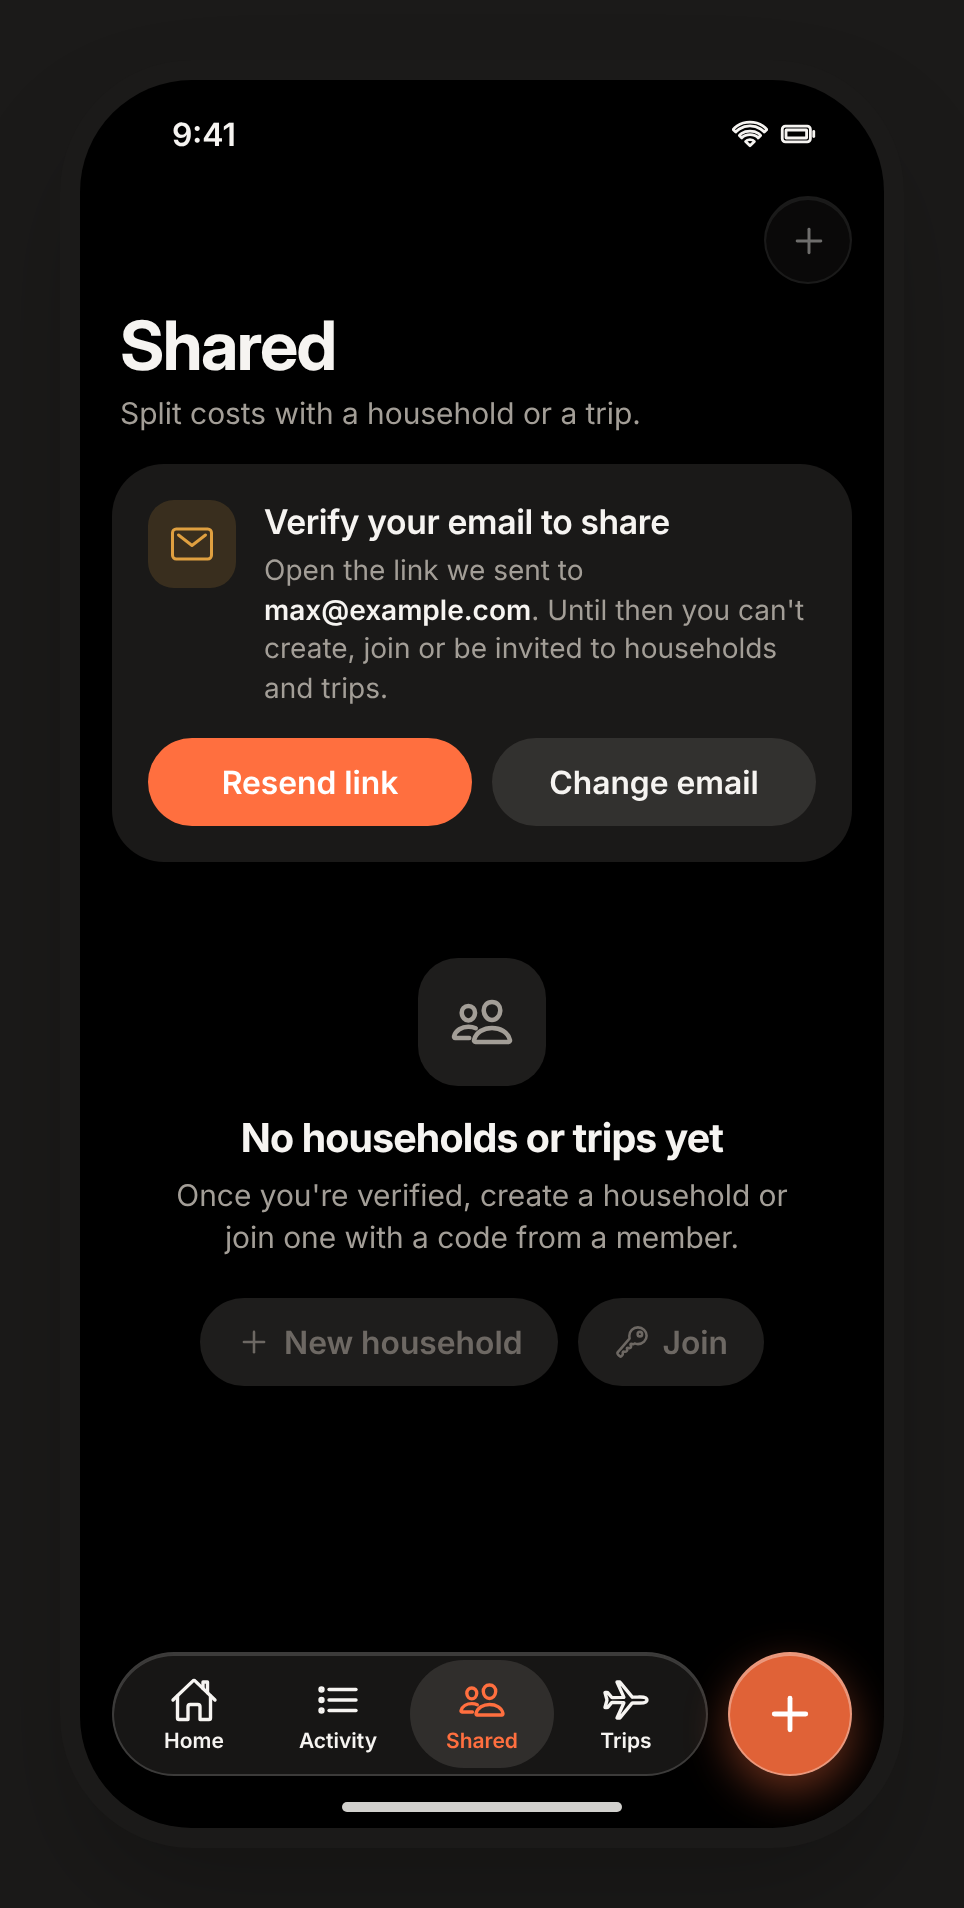 9:41
Shared
Split costs with a household or a trip.
Verify your email to share
Open the link we sent to
max@example.com. Until then you can't
create, join or be invited to households
and trips.
Resend link
Change email
No households or trips yet
Once you're verified, create a household or
join one with a code from a member.
New household
Join
Home
Activity
Shared
Trips